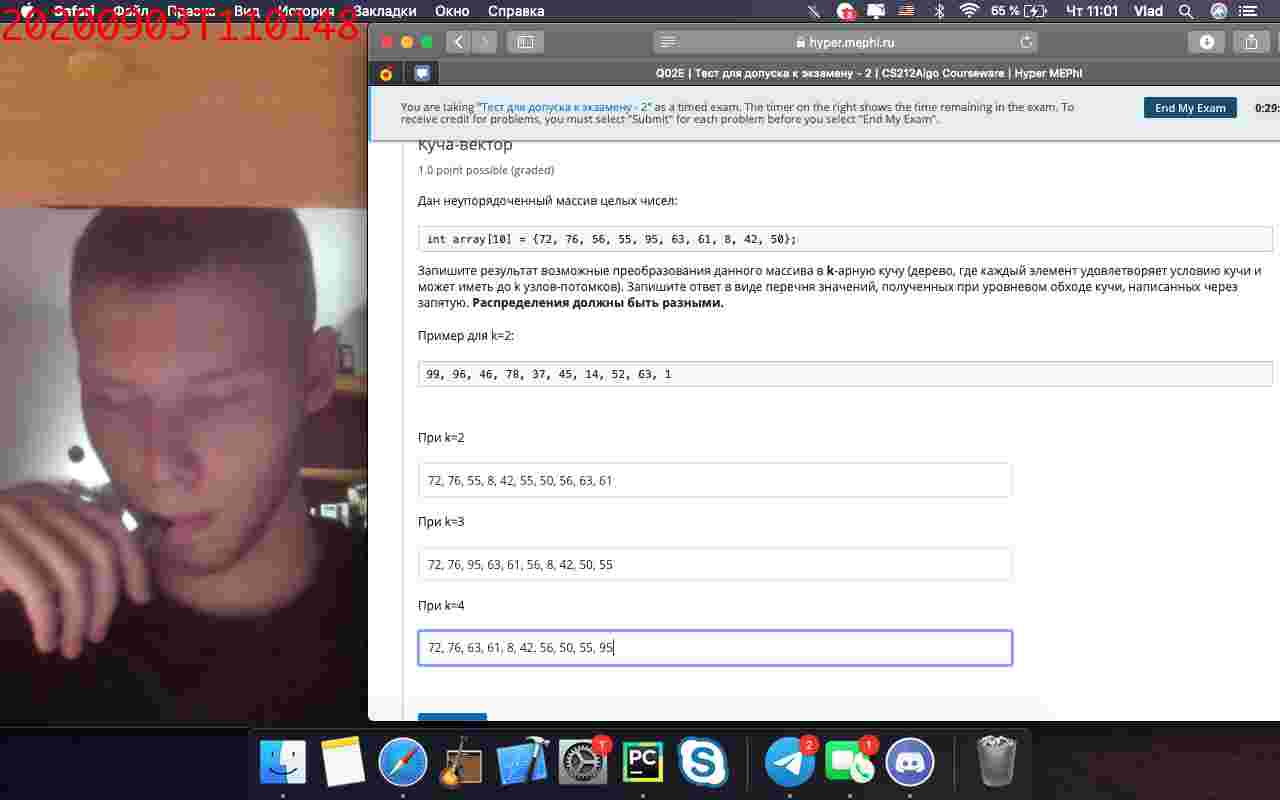 Safari Файл Правка Вид История Закладки Окно Справка 65 % Чт 11:01 Vlad
20200903T110148
hyper.mephi.ru
Q02E | Тест для допуска к экзамену - 2 | CS212Algo Courseware | Hyper MEPhI
You are taking "Тест для допуска к экзамену - 2" as a timed exam. The timer on the right shows the time remaining in the exam. To
receive credit for problems, you must select "Submit" for each problem before you select "End My Exam".
End My Exam
0:29:
Куча-вектор
1.0 point possible (graded)
Дан неупорядоченный массив целых чисел:
int array[10] = {72, 76, 56, 55, 95, 63, 61, 8, 42, 50};
Запишите результат возможные преобразования данного массива в k-арную кучу (дерево, где каждый элемент удовлетворяет условию кучи и
может иметь до k узлов-потомков). Запишите ответ в виде перечня значений, полученных при уровневом обходе кучи, написанных через
запятую. Распределения должны быть разными.
Пример для k=2:
99, 96, 46, 78, 37, 45, 14, 52, 63, 1
При k=2
72, 76, 55, 8, 42, 55, 50, 56, 63, 61
При k=3
72, 76, 95, 63, 61, 56, 8, 42, 50, 55
При k=4
72, 76, 63, 61, 8, 42, 56, 50, 55, 95
1
PC
2
1